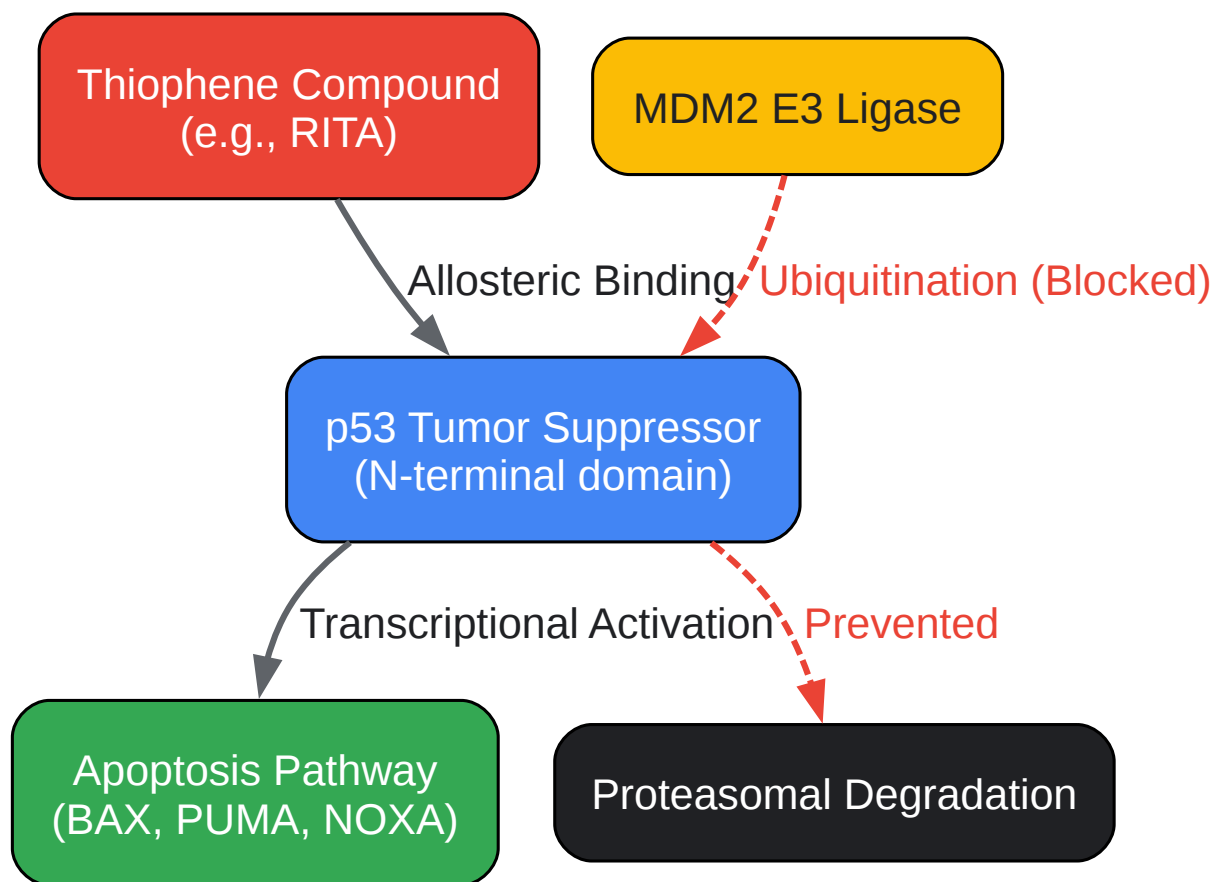 Thiophene Compound
(e.g., RITA)
MDM2 E3 Ligase
Allosteric Binding
Ubiquitination (Blocked)
p53 Tumor Suppressor
(N-terminal domain)
Transcriptional Activation
Prevented
Apoptosis Pathway
(BAX, PUMA, NOXA)
Proteasomal Degradation